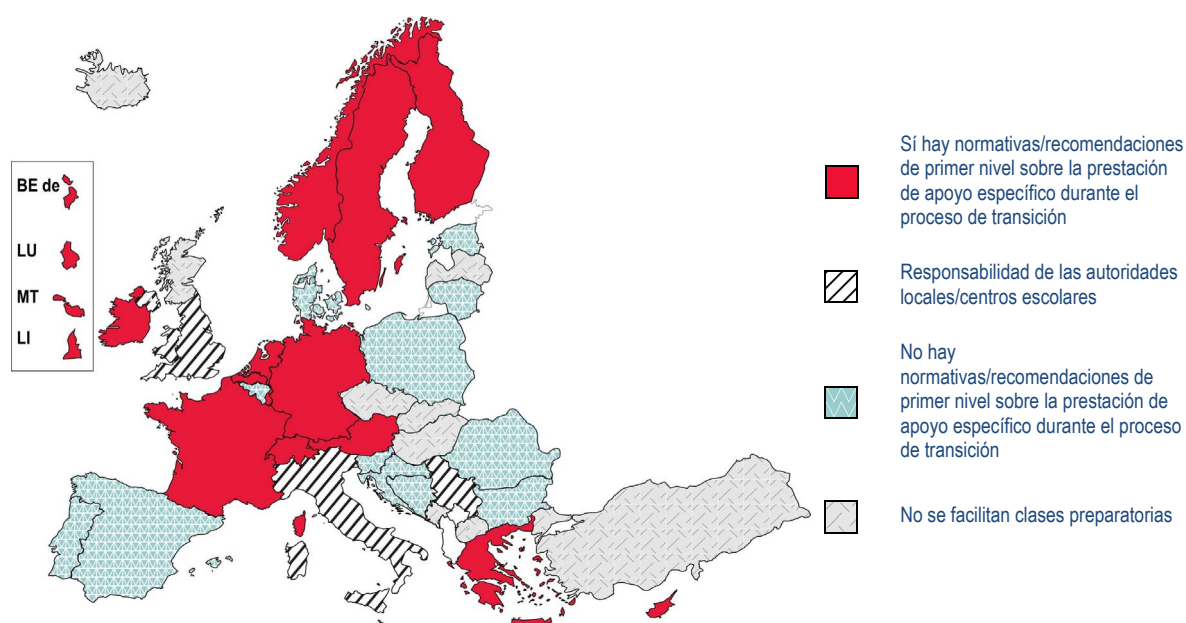 BE de
LU
MT
LI
Sí hay normativas/recomendaciones
de primer nivel sobre la prestación
de apoyo específico durante el
proceso de transición
Responsabilidad de las autoridades
locales/centros escolares
No hay
normativas/recomendaciones de
primer nivel sobre la prestación de
apoyo específico durante el proceso
de transición
No se facilitan clases preparatorias